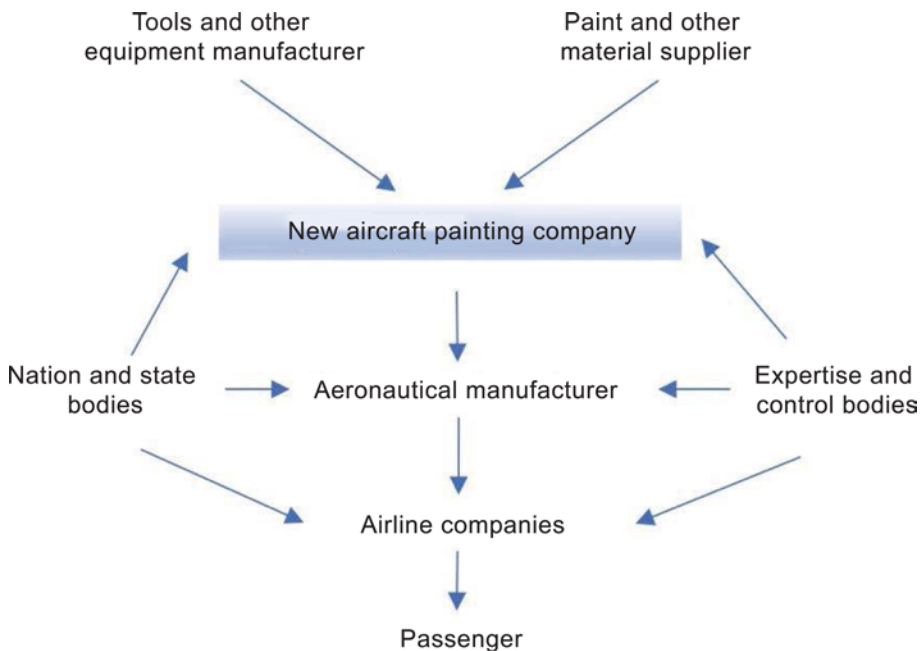 Tools and other
equipment manufacturer
Paint and other
material supplier
New aircraft painting company
Nation and state
bodies
Aeronautical manufacturer
Expertise and
control bodies
Airline companies
Passenger